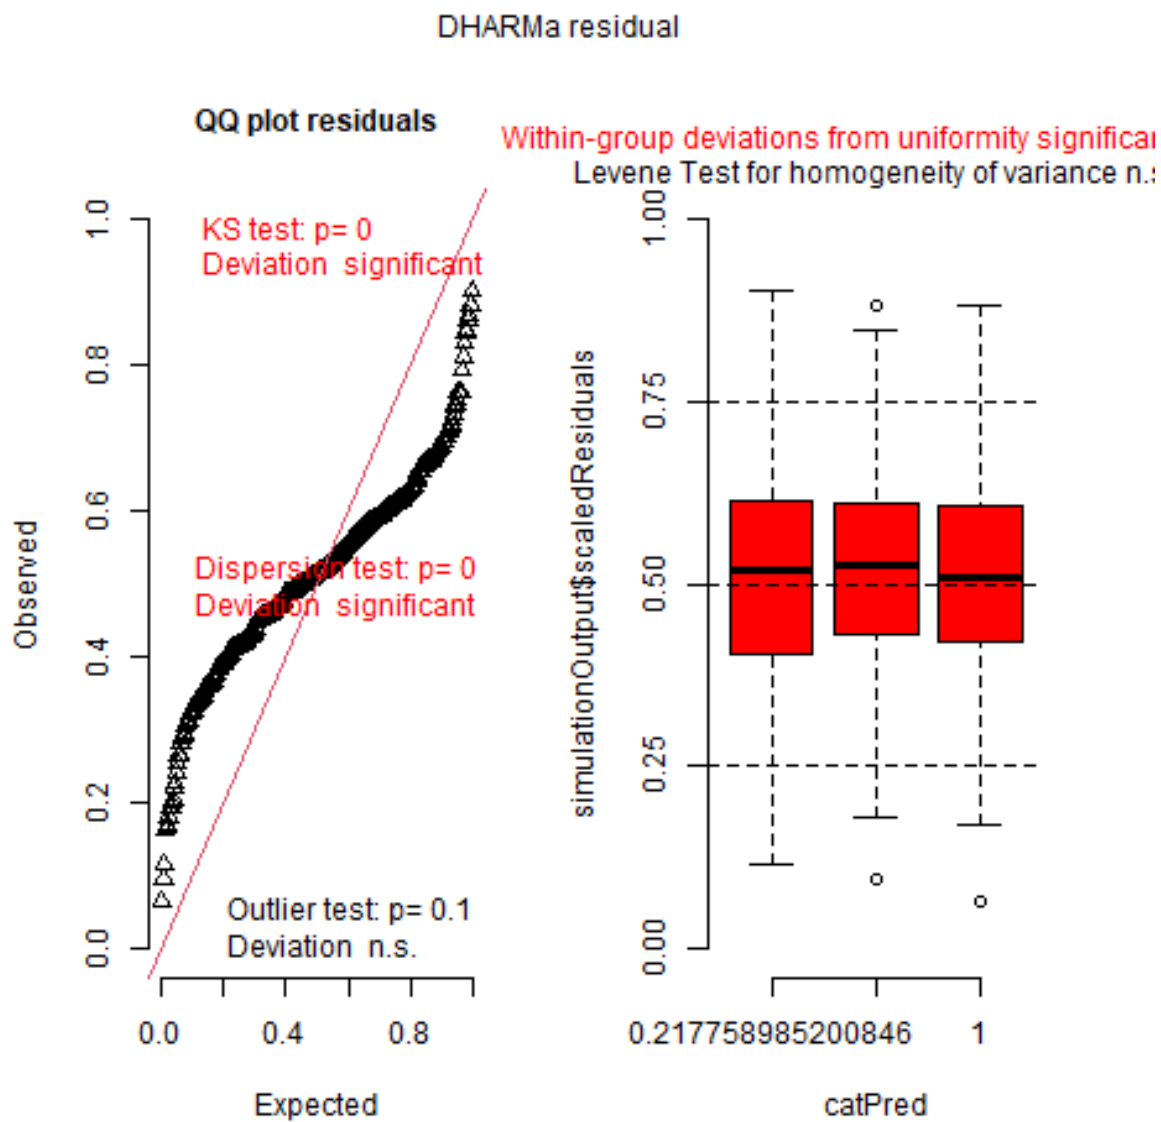 DHARMa residual
QQ plot residuals
Within-group deviations from uniformity significan
Levene Test for homogeneity of variance n.s
KS test: p= 0
Deviation significant
Dispersion test: p= 0
Deviation significant
Outlier test: p= 0.1
Deviation n.s.
Observed
1.0
0.8
0.6
0.4
0.2
0.0
0.0
0.4
0.8
Expected
simulationOutput$scaledResiduals
1.00
0.75
0.50
0.25
0.00
0.217758985200846
1
catPred